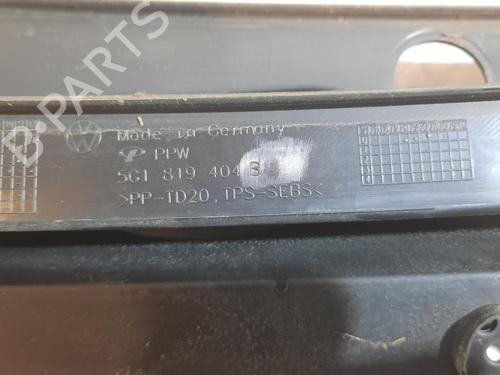 Made in Germany
PPW
5G1 819 404 B
>PP-TD20,TPS-SEBS<
B PARTS